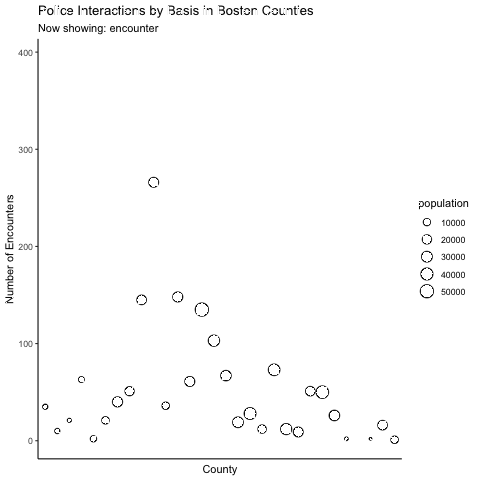 Police Interactions by Basis in Boston Counties
Now showing: encounter
400
300
200
100
0
Number of Encounters
County
population
10000
20000
30000
40000
50000